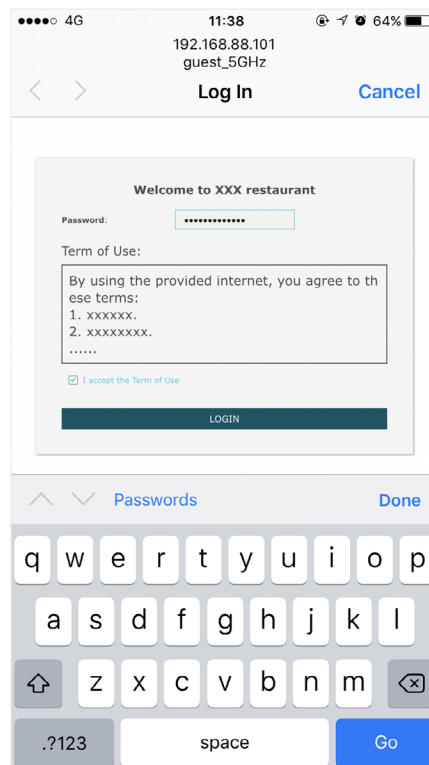 4G 11:38 64%
192.168.88.101
guest_5GHz
Log In Cancel
Welcome to XXX restaurant
Password: •••••••••••••
Term of Use:
By using the provided internet, you agree to th
ese terms:
1. xxxxxx.
2. xxxxxxxx.
......
I accept the Term of Use
LOGIN
Passwords Done
q w e r t y u i o p
a s d f g h j k l
z x c v b n m
.?123 space Go